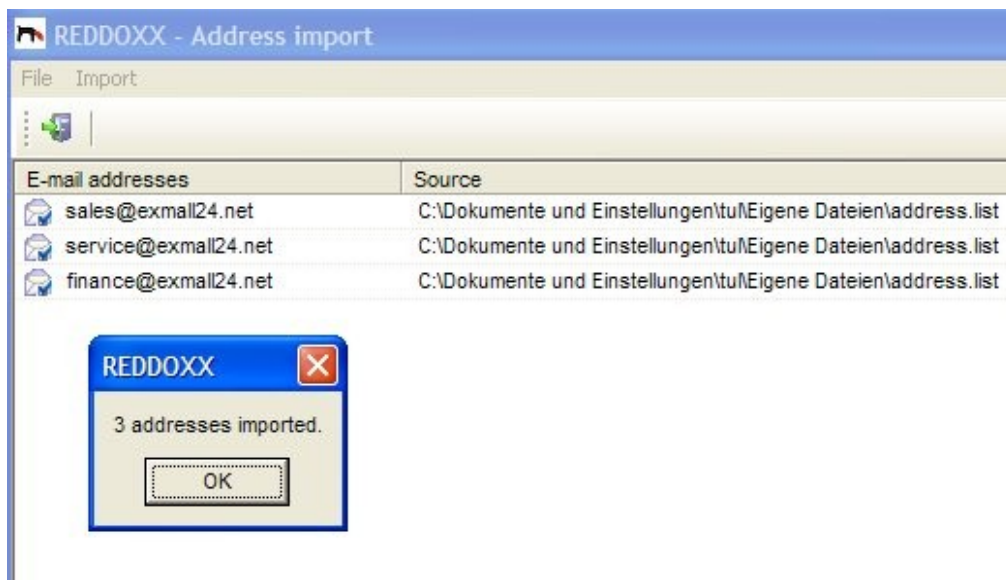 REDDOXX - Address import
File Import
E-mail addresses Source
sales@exmall24.net C:\Dokumente und Einstellungen\tul\Eigene Dateien\address.list
service@exmall24.net C:\Dokumente und Einstellungen\tul\Eigene Dateien\address.list
finance@exmall24.net C:\Dokumente und Einstellungen\tul\Eigene Dateien\address.list
REDDOXX
3 addresses imported.
OK